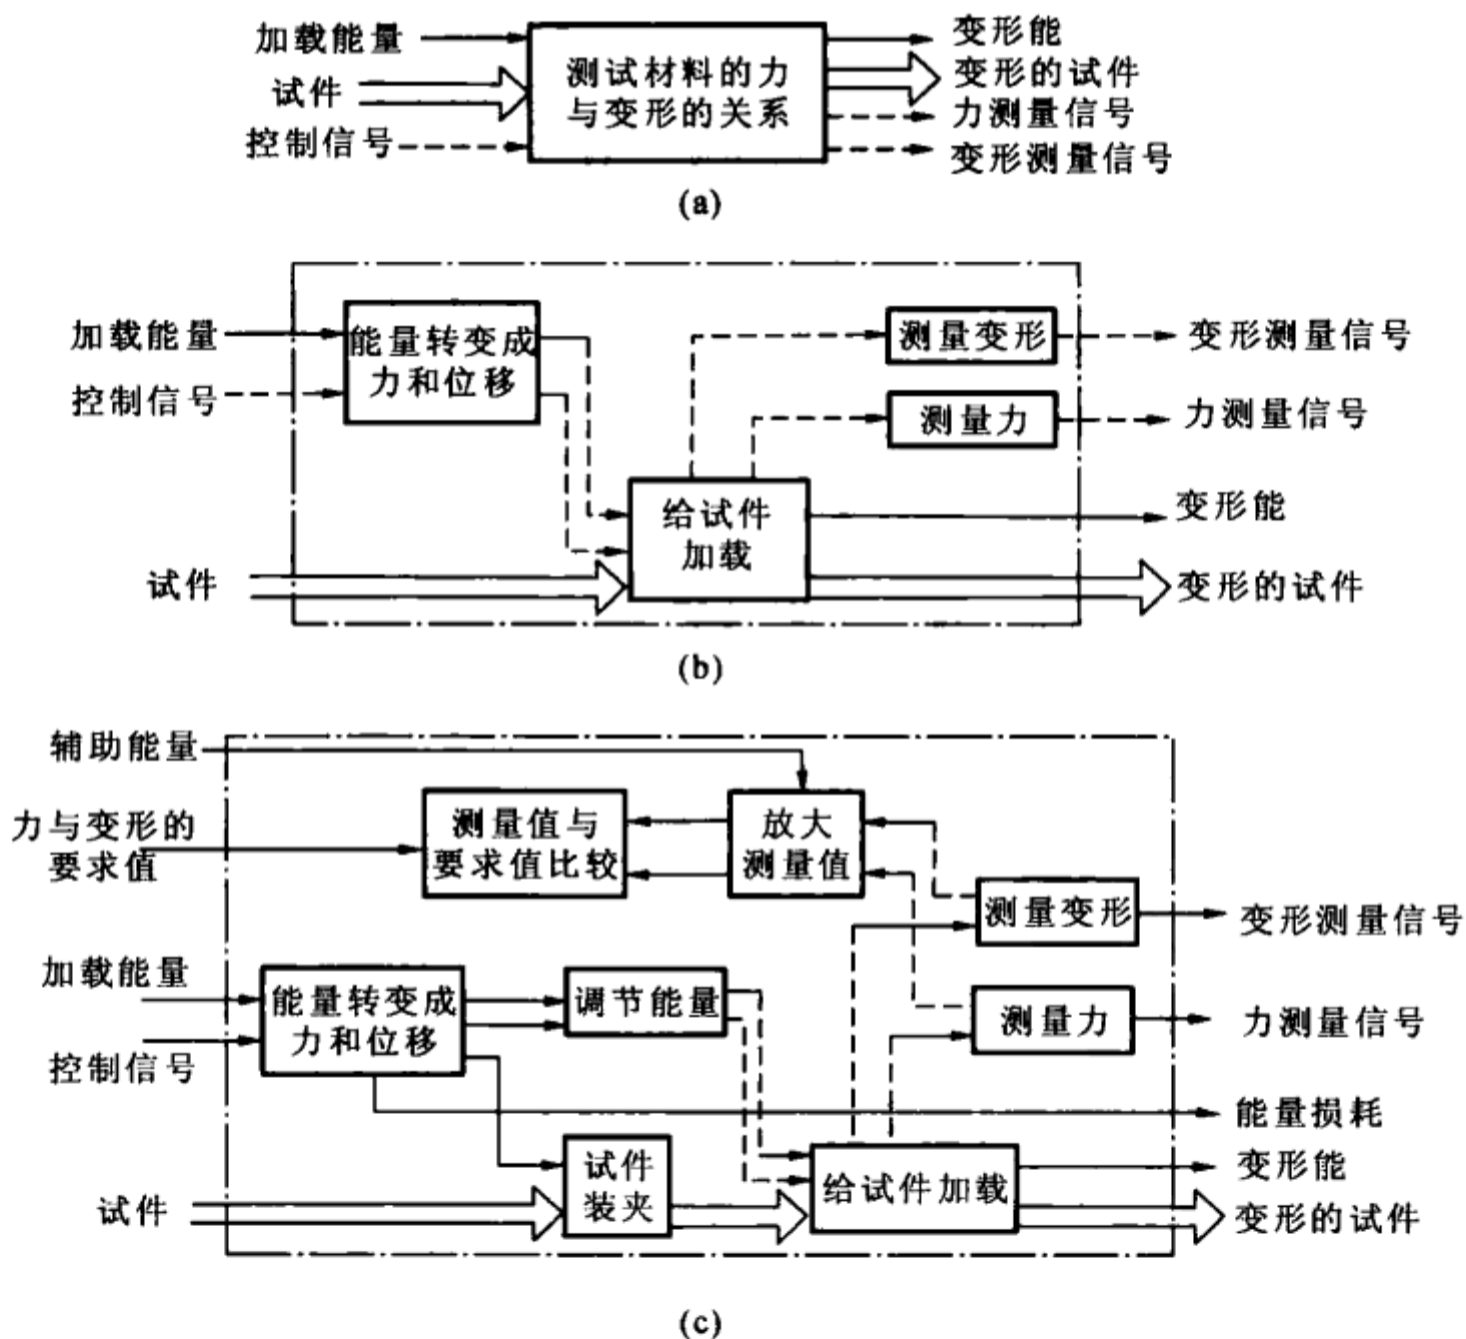 加载能量
试件
控制信号
测试材料的力
与变形的关系
变形能
变形的试件
力测量信号
变形测量信号
(a)
加载能量
控制信号
试件
能量转变成
力和位移
给试件
加载
测量变形
测量力
变形测量信号
力测量信号
变形能
变形的试件
(b)
辅助能量
力与变形的
要求值
测量值与
要求值比较
放大
测量值
测量变形
变形测量信号
加载能量
控制信号
能量转变成
力和位移
调节能量
测量力
力测量信号
能量损耗
试件
试件
装夹
给试件加载
变形能
变形的试件
(c)